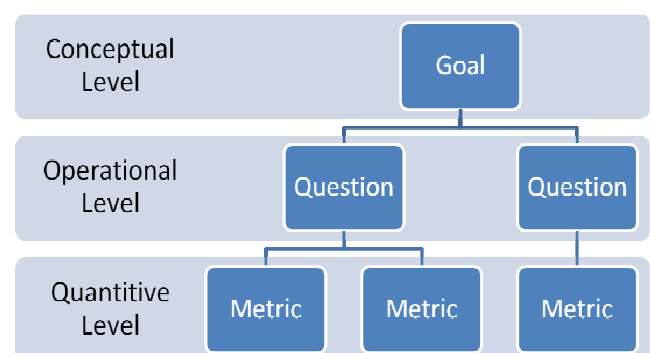 Conceptual
Level
Goal
Operational
Level
Question
Question
Quantitive
Level
Metric
Metric
Metric